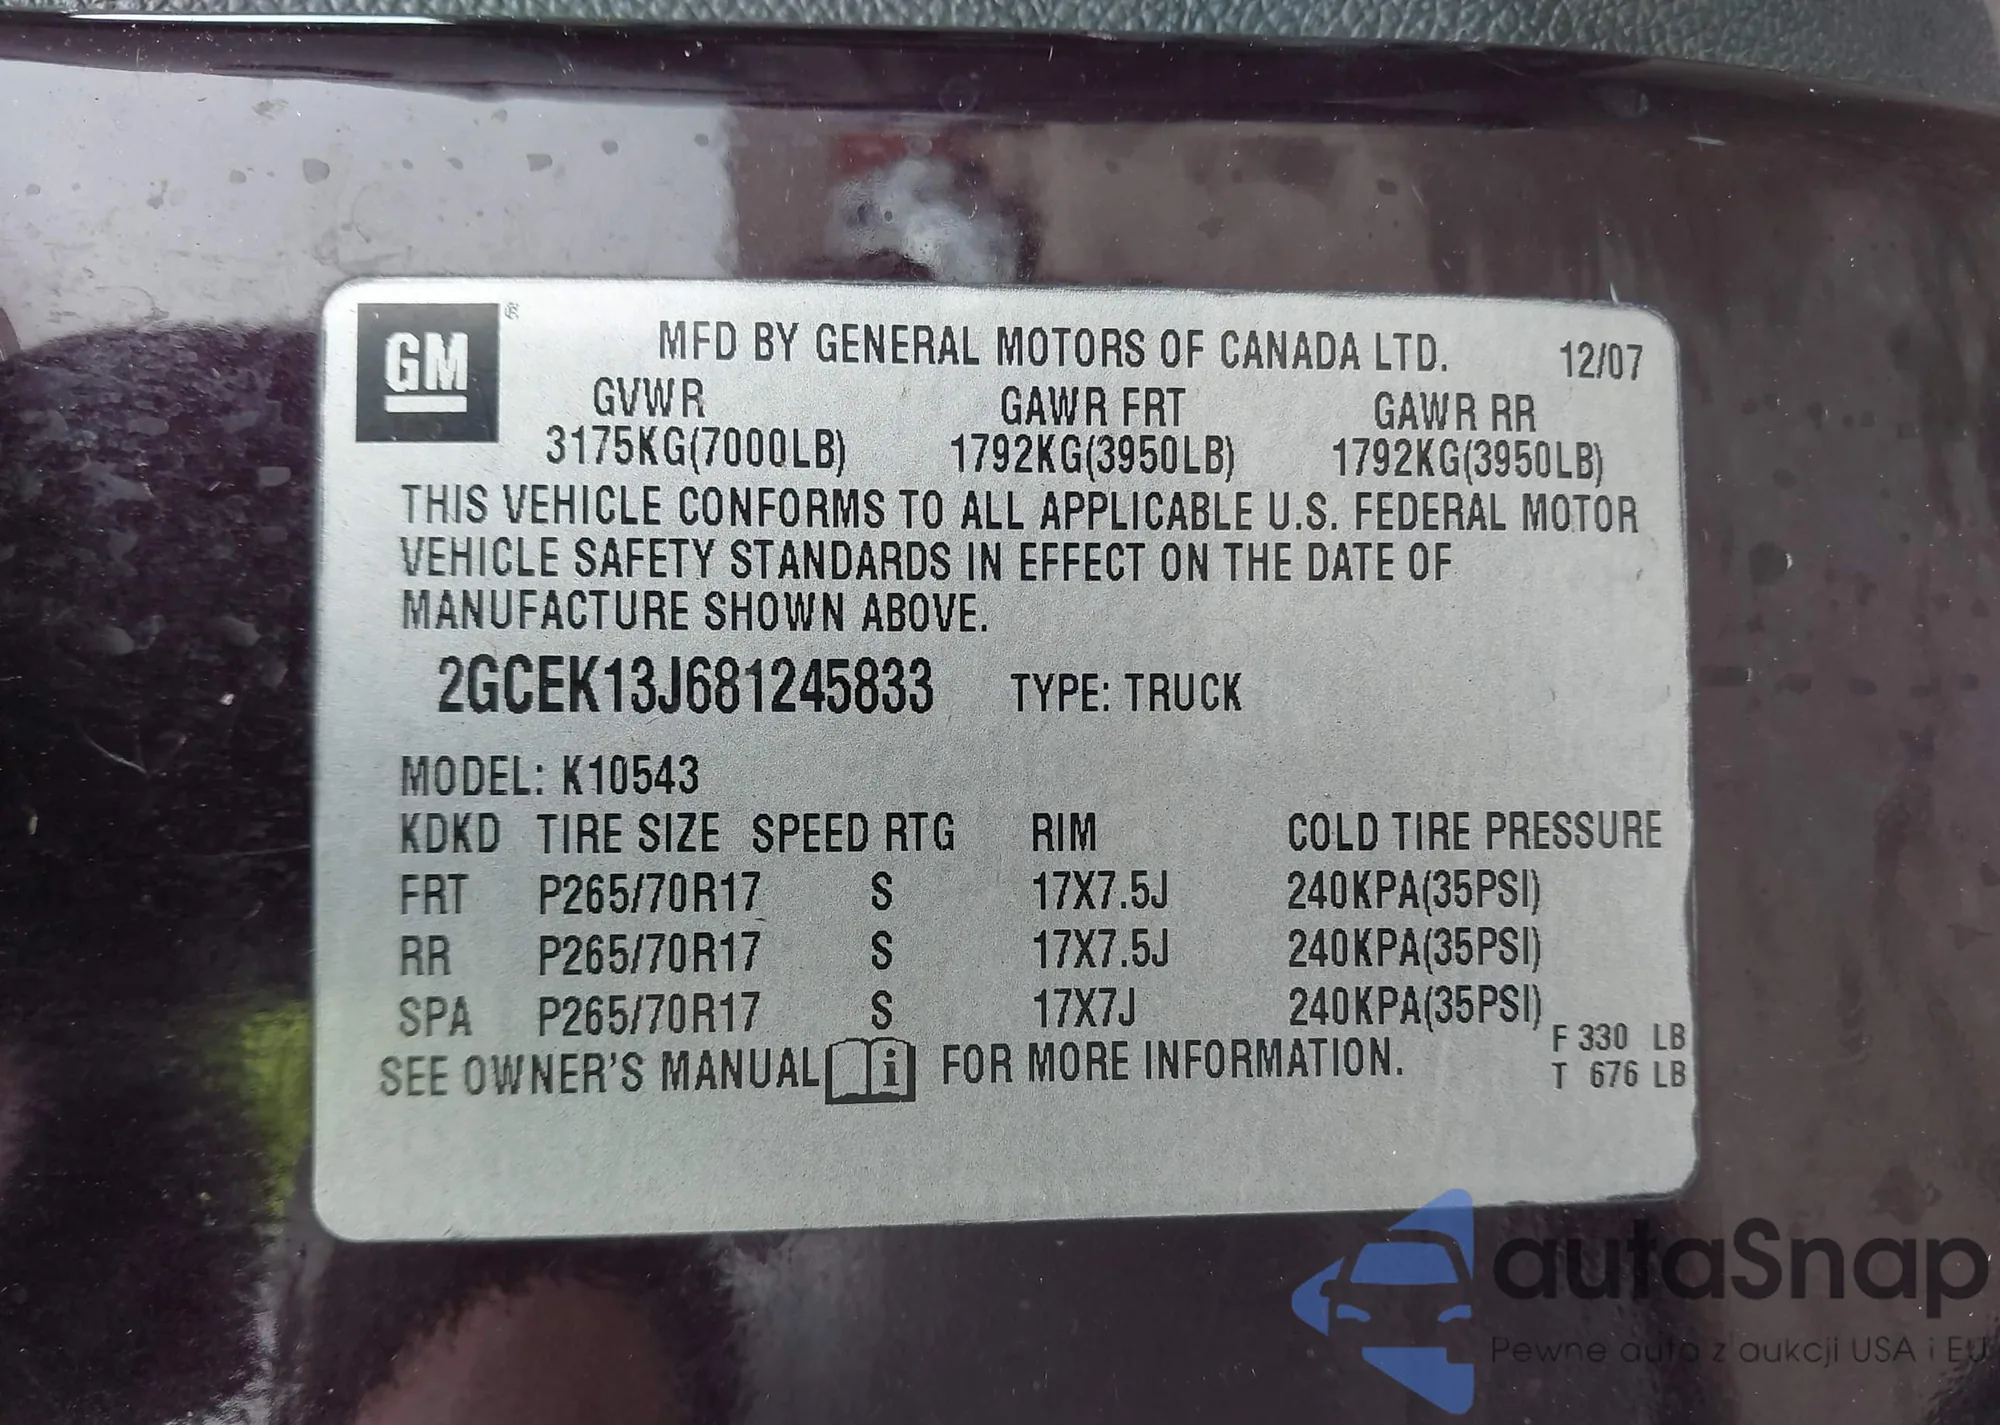 GM ®
MFD BY GENERAL MOTORS OF CANADA LTD. 12/07
GVWR GAWR FRT GAWR RR
3175KG(7000LB) 1792KG(3950LB) 1792KG(3950LB)
THIS VEHICLE CONFORMS TO ALL APPLICABLE U.S. FEDERAL MOTOR
VEHICLE SAFETY STANDARDS IN EFFECT ON THE DATE OF
MANUFACTURE SHOWN ABOVE.
2GCEK13J681245833 TYPE: TRUCK
MODEL: K10543
KDKD TIRE SIZE SPEED RTG RIM COLD TIRE PRESSURE
FRT P265/70R17 S 17X7.5J 240KPA(35PSI)
RR P265/70R17 S 17X7.5J 240KPA(35PSI)
SPA P265/70R17 S 17X7J 240KPA(35PSI)
SEE OWNER'S MANUAL i FOR MORE INFORMATION.
F 330 LB
T 676 LB
autaSnap
Pewne auta z aukcji USA i EU